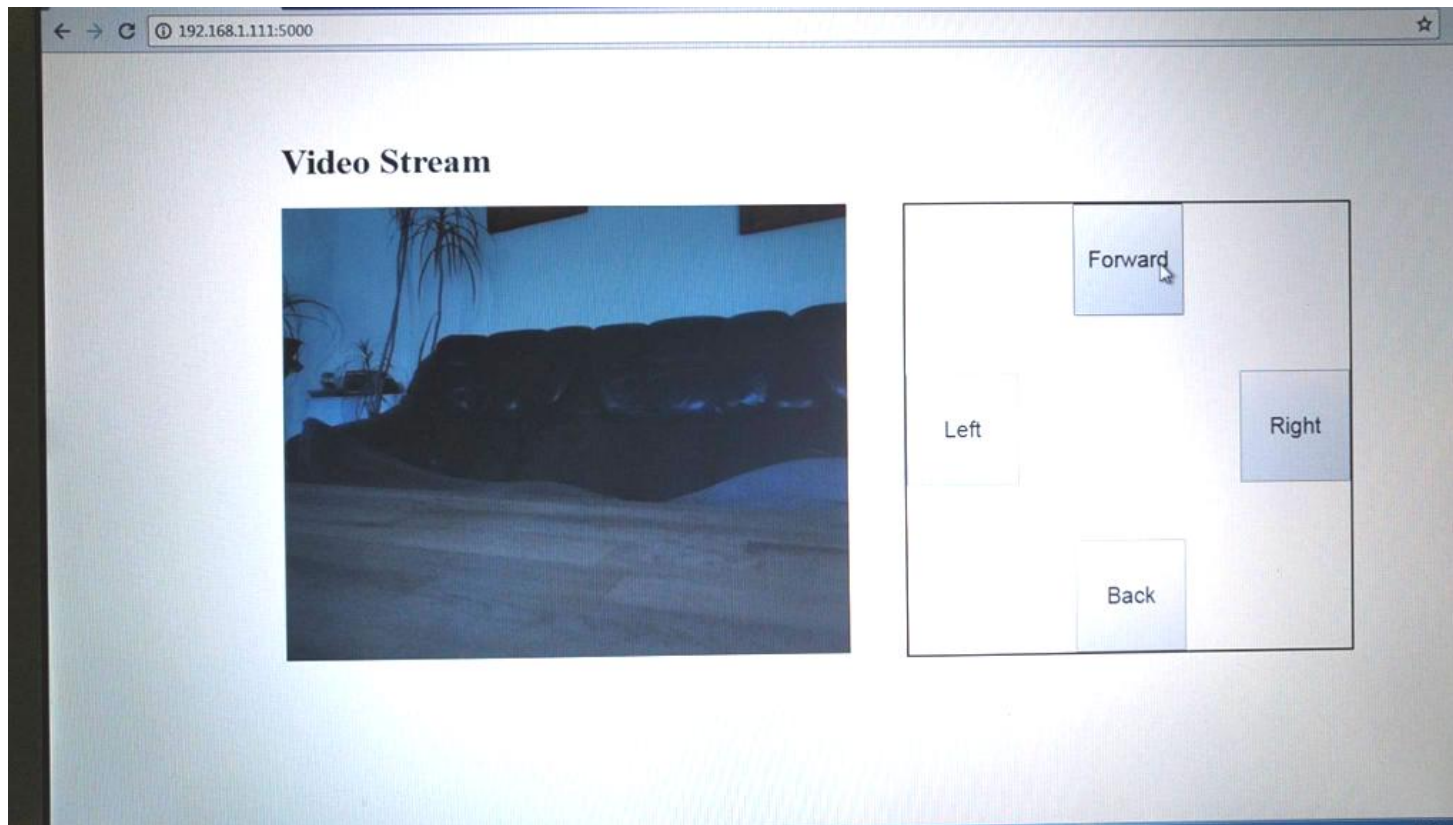 192.168.1.111:5000
Video Stream
Forward
Left
Right
Back